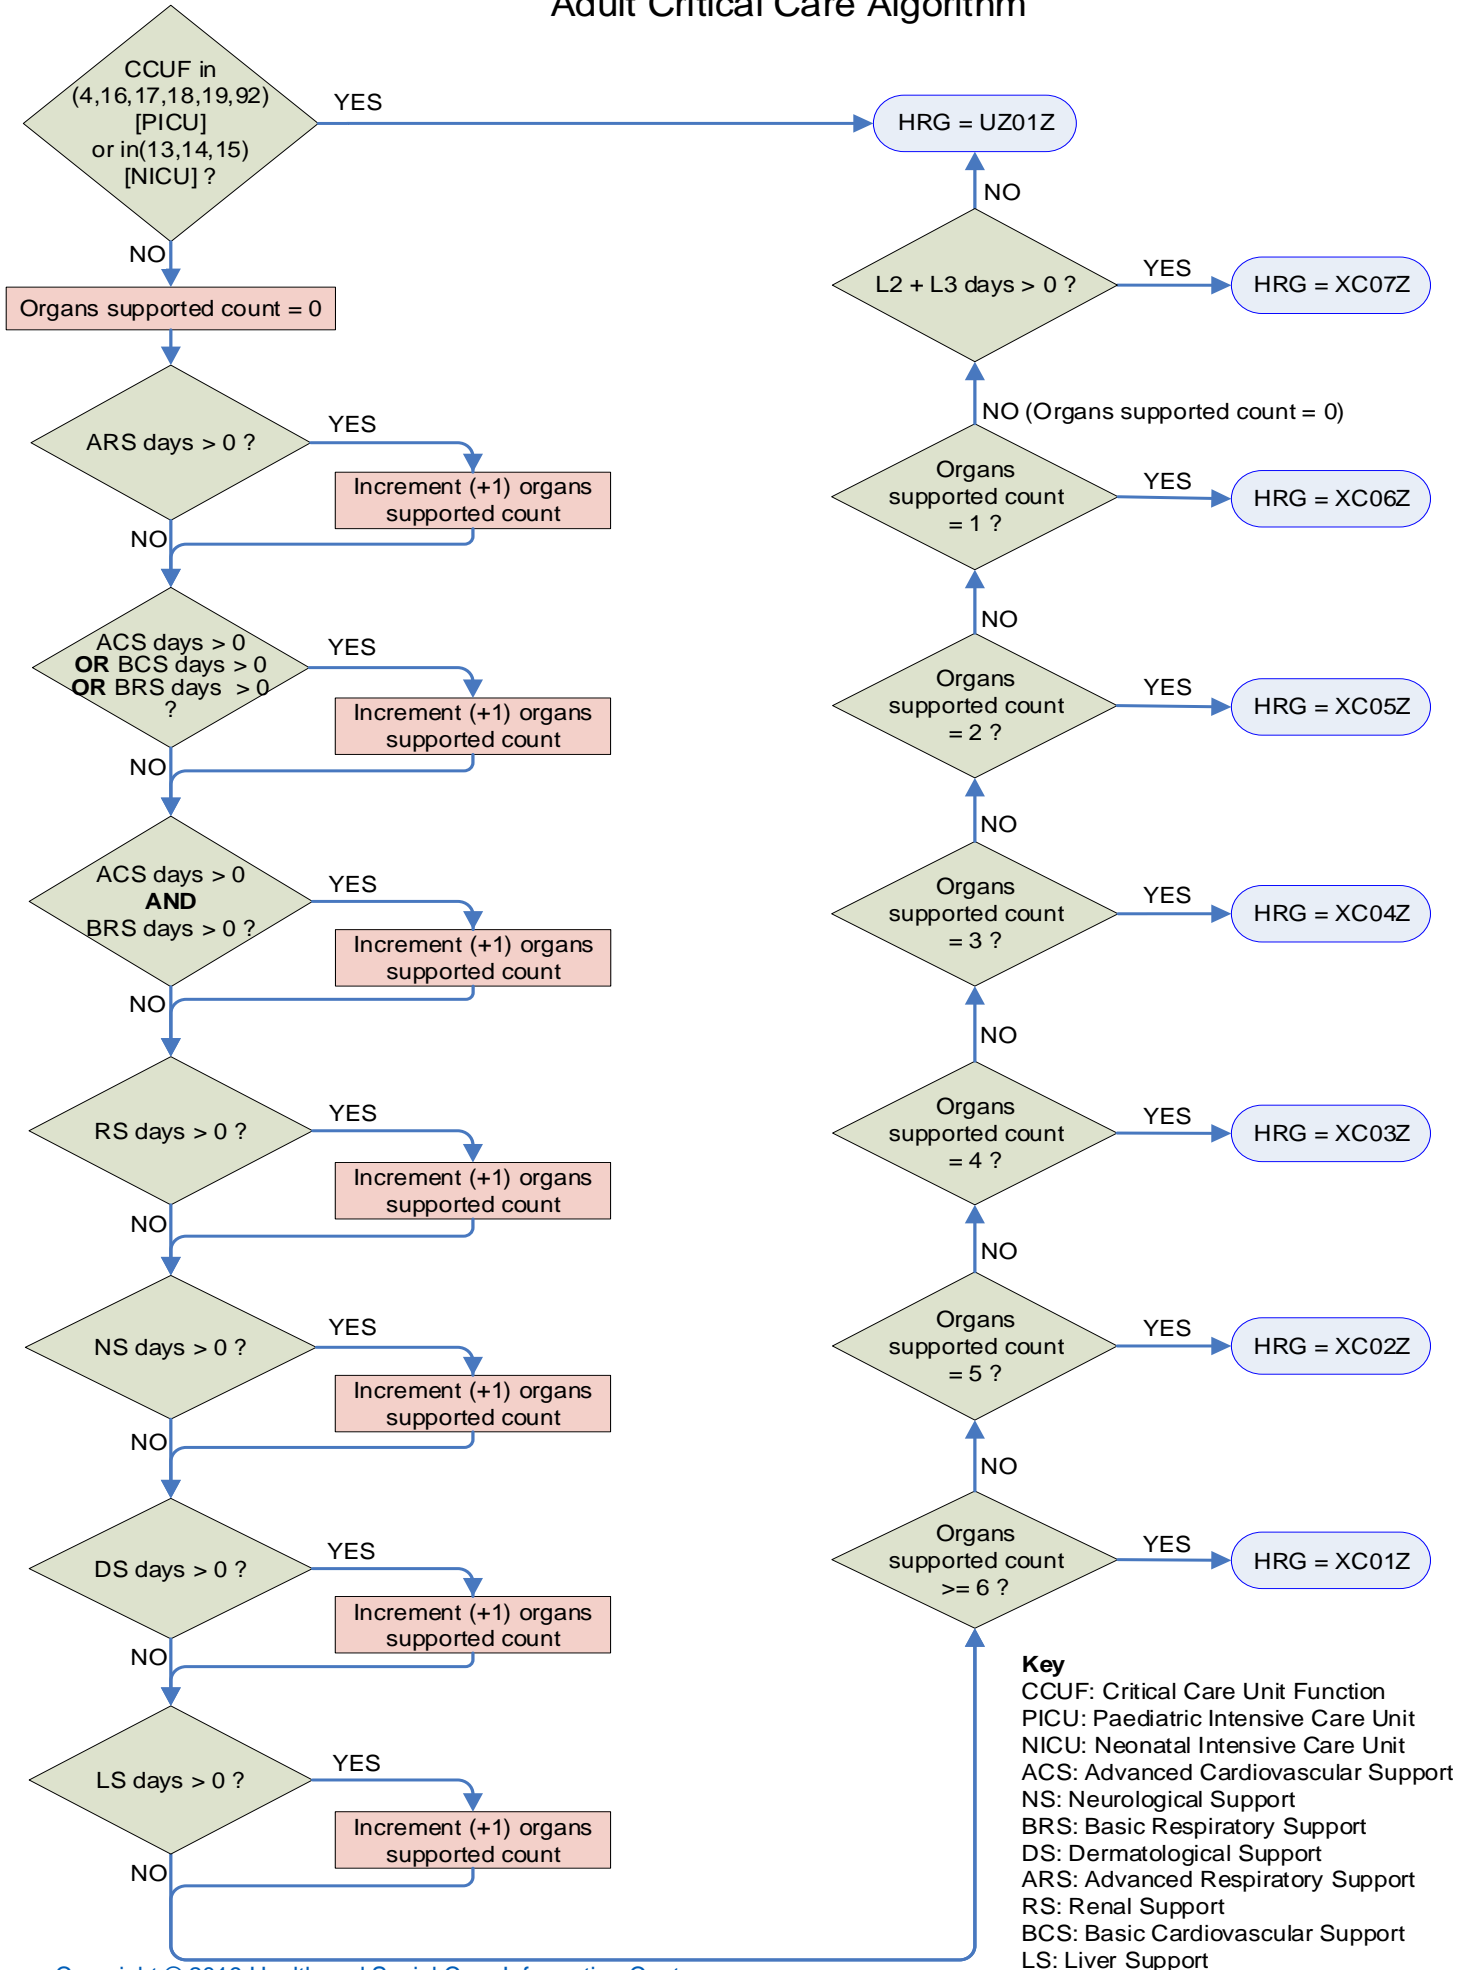 Adult Critical Care Algorithm
CCUF in
(4,16,17,18,19,92)
[PICU]
or in(13,14,15)
[NICU] ?
YES
NO
Organs supported count = 0
ARS days > 0 ?
YES
Increment (+1) organs
supported count
NO
ACS days > 0
OR BCS days > 0
OR BRS days > 0
?
YES
Increment (+1) organs
supported count
NO
ACS days > 0
AND
BRS days > 0 ?
YES
Increment (+1) organs
supported count
NO
RS days > 0 ?
YES
Increment (+1) organs
supported count
NO
NS days > 0 ?
YES
Increment (+1) organs
supported count
NO
DS days > 0 ?
YES
Increment (+1) organs
supported count
NO
LS days > 0 ?
YES
Increment (+1) organs
supported count
NO
HRG = UZ01Z
NO
L2 + L3 days > 0 ?
YES
HRG = XC07Z
NO (Organs supported count = 0)
Organs
supported count
= 1 ?
YES
HRG = XC06Z
NO
Organs
supported count
= 2 ?
YES
HRG = XC05Z
NO
Organs
supported count
= 3 ?
YES
HRG = XC04Z
NO
Organs
supported count
= 4 ?
YES
HRG = XC03Z
NO
Organs
supported count
= 5 ?
YES
HRG = XC02Z
NO
Organs
supported count
>= 6 ?
YES
HRG = XC01Z
Key
CCUF: Critical Care Unit Function
PICU: Paediatric Intensive Care Unit
NICU: Neonatal Intensive Care Unit
ACS: Advanced Cardiovascular Support
NS: Neurological Support
BRS: Basic Respiratory Support
DS: Dermatological Support
ARS: Advanced Respiratory Support
RS: Renal Support
BCS: Basic Cardiovascular Support
LS: Liver Support